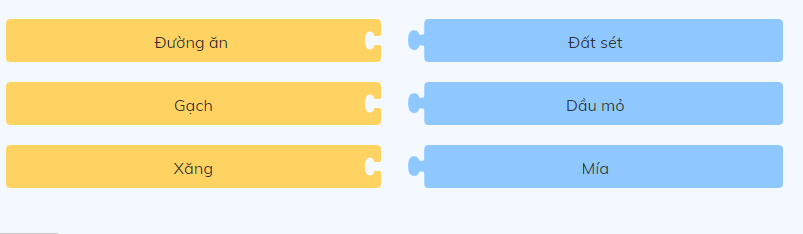 Đường ăn
Đất sét
Gạch
Dầu mỏ
Xăng
Mía